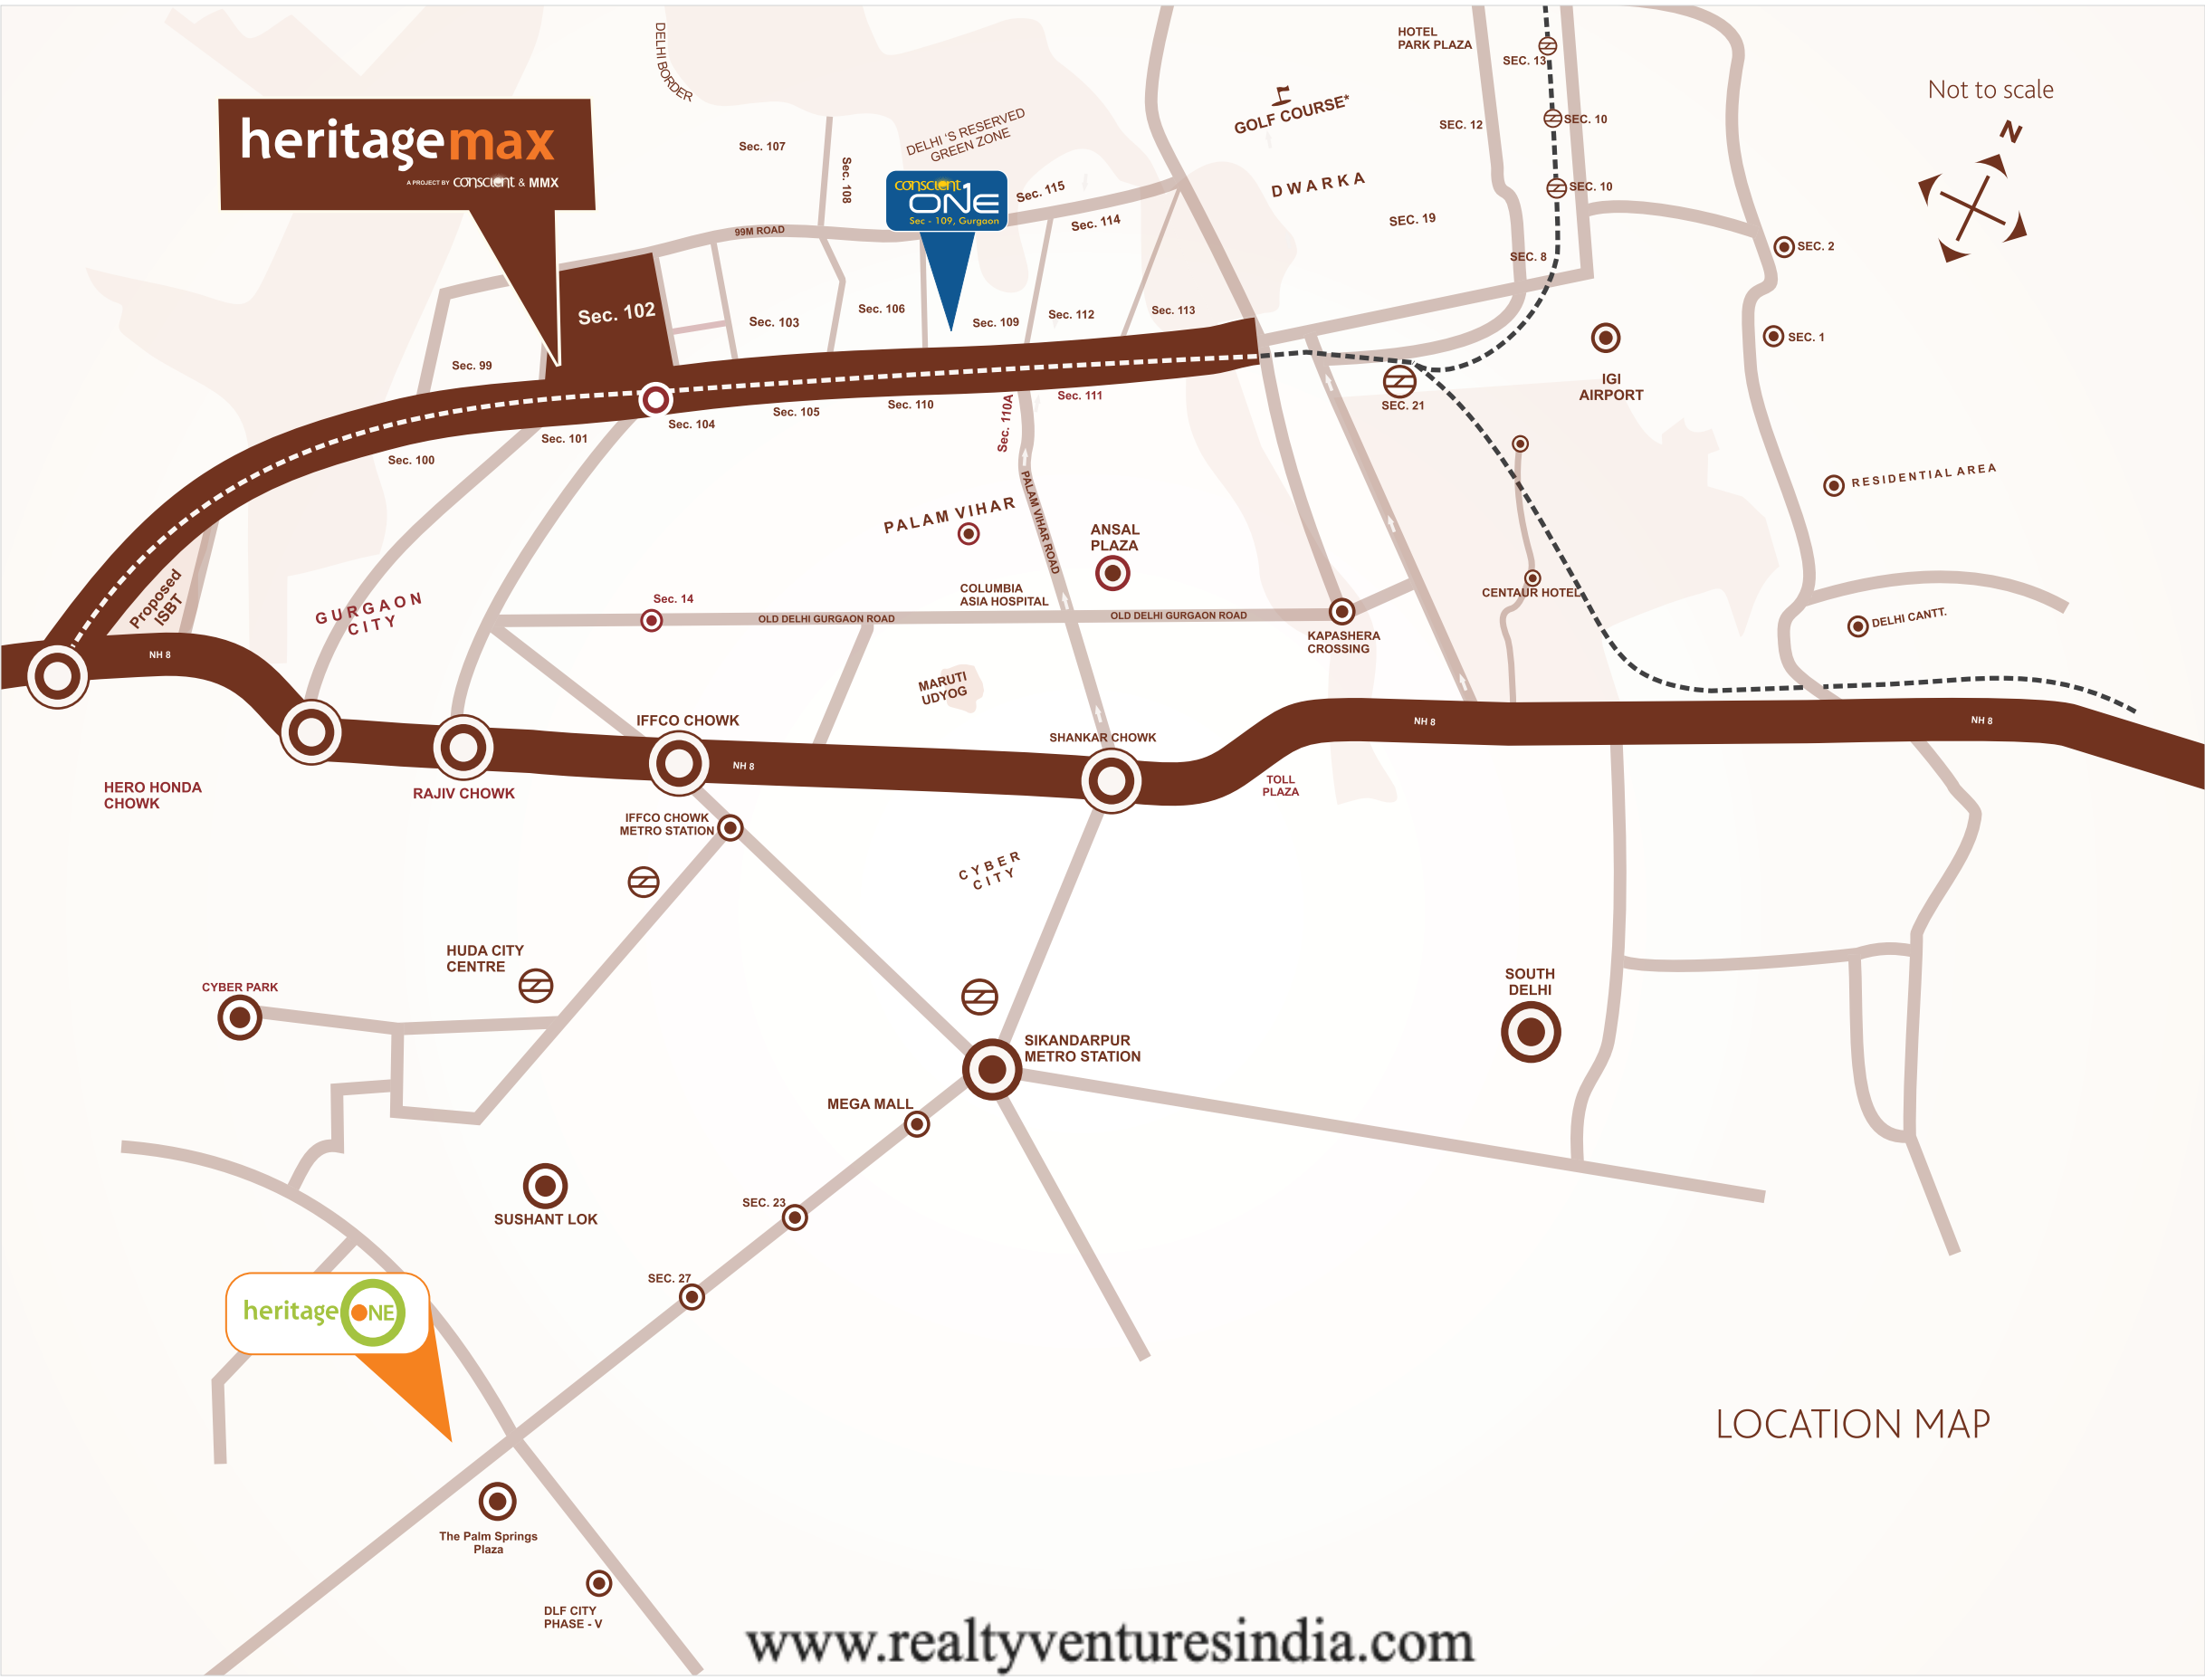 HOTEL
PARK PLAZA
DELHI BORDER
SEC. 13
Not to scale
N
heritagemax
A PROJECT BY conscient & MMX
GOLF COURSE*
SEC. 12
SEC. 10
DELHI 'S RESERVED
GREEN ZONE
Sec. 107
Sec. 108
conscient
ONE
Sec - 109, Gurgaon
Sec. 115
DWARKA
SEC. 10
Sec. 114
SEC. 19
99M ROAD
SEC. 2
SEC. 8
Sec. 102
Sec. 103
Sec. 106
Sec. 109
Sec. 112
Sec. 113
SEC. 1
Sec. 99
IGI
AIRPORT
SEC. 21
Sec. 111
Sec. 110
Sec. 105
Sec. 104
Sec. 110A
Sec. 101
Sec. 100
RESIDENTIAL AREA
PALAM VIHAR
PALAM VIHAR ROAD
ANSAL
PLAZA
Proposed
ISBT
GURGAON
CITY
Sec. 14
COLUMBIA
ASIA HOSPITAL
CENTAUR HOTEL
OLD DELHI GURGAON ROAD
OLD DELHI GURGAON ROAD
DELHI CANTT.
KAPASHERA
CROSSING
NH 8
MARUTI
UDYOG
IFFCO CHOWK
SHANKAR CHOWK
NH 8
NH 8
NH 8
HERO HONDA
CHOWK
RAJIV CHOWK
TOLL
PLAZA
IFFCO CHOWK
METRO STATION
CYBER
CITY
HUDA CITY
CENTRE
CYBER PARK
SOUTH
DELHI
SIKANDARPUR
METRO STATION
MEGA MALL
SUSHANT LOK
SEC. 23
SEC. 27
heritage ONE
LOCATION MAP
The Palm Springs
Plaza
DLF CITY
PHASE - V
www.realtyventuresindia.com